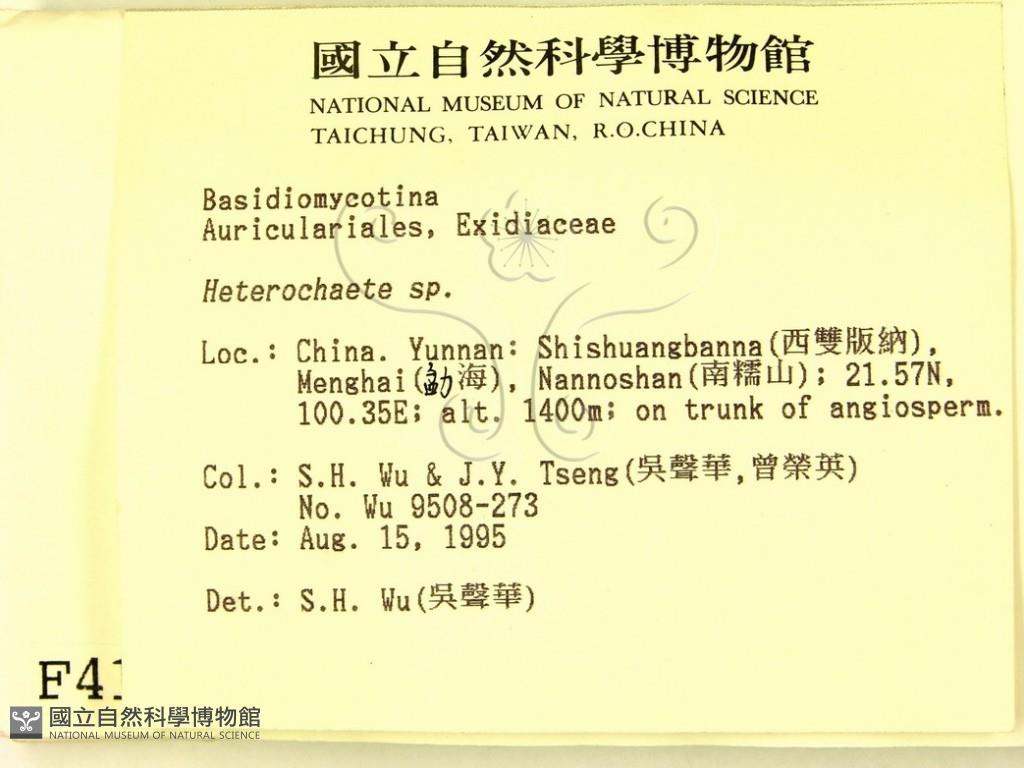 國立自然科學博物館
NATIONAL MUSEUM OF NATURAL SCIENCE
TAICHUNG, TAIWAN, R.O.CHINA
Basidiomycotina
Auriculariales, Exidiaceae
Heterochaete sp.
Loc.: China. Yunnan: Shishuangbanna(西雙版納),
Menghai(勐海), Nannoshan(南糯山); 21.57N,
100.35E; alt. 1400m; on trunk of angiosperm.
Col.: S.H. Wu & J.Y. Tseng(吳聲華,曾榮英)
No. Wu 9508-273
Date: Aug. 15, 1995
Det.: S.H. Wu(吳聲華)
F41
國立自然科學博物館
NATIONAL MUSEUM OF NATURAL SCIENCE